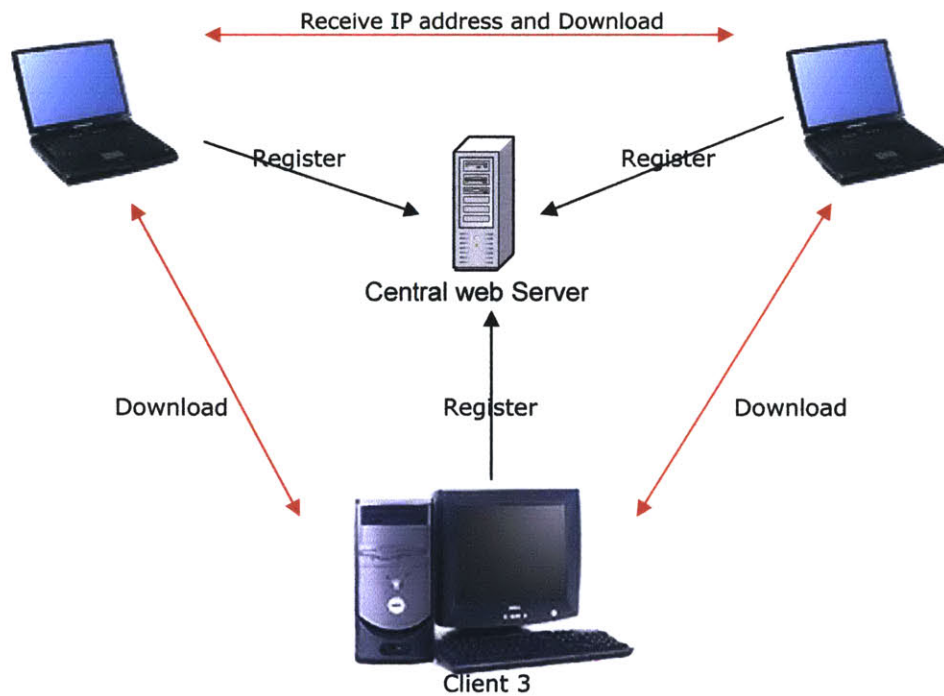 Receive IP address and Download
Register
Register
Central web Server
Download
Register
Download
Client 3